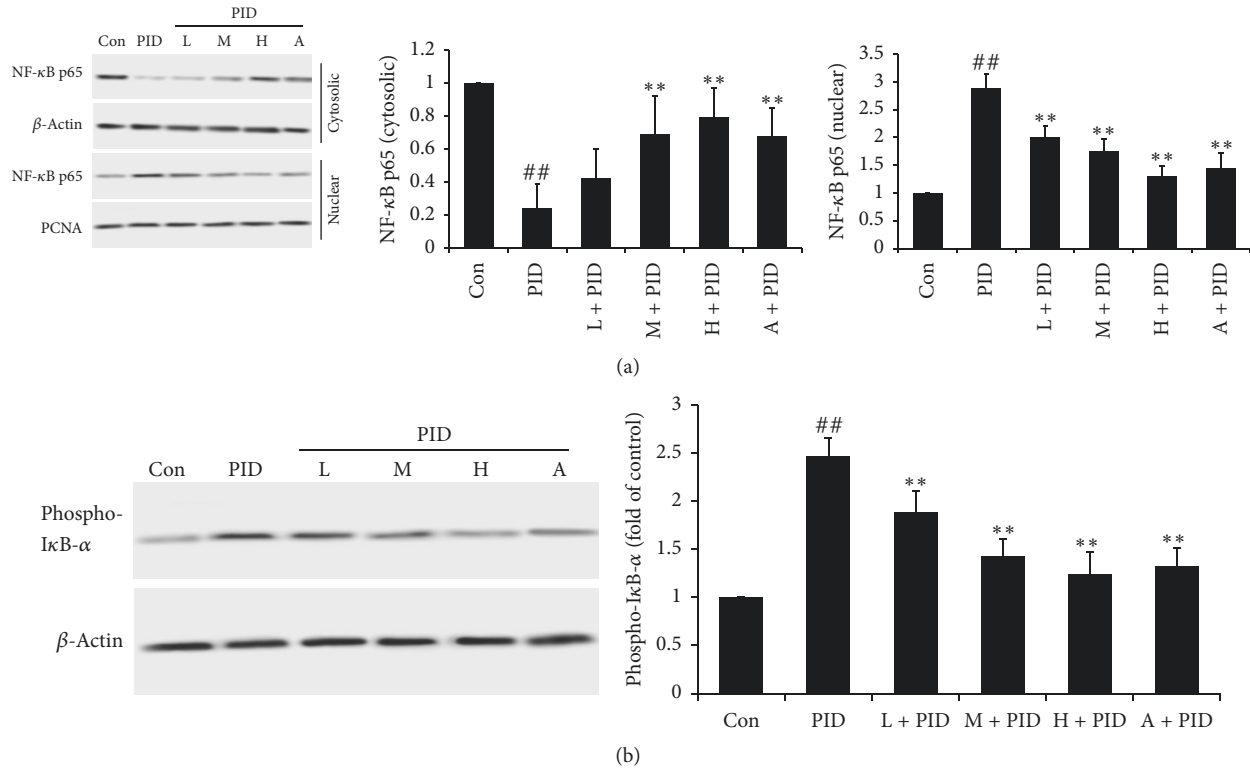 PID
Con PID L M H A
NF-κB p65
β-Actin
Cytosolic
NF-κB p65
PCNA
Nuclear
NF-κB p65 (cytosolic)
1.2
1
0.8
0.6
0.4
0.2
0
##
**
**
**
Con
PID
L + PID
M + PID
H + PID
A + PID
NF-κB p65 (nuclear)
3.5
3
2.5
2
1.5
1
0.5
0
##
**
**
**
**
Con
PID
L + PID
M + PID
H + PID
A + PID
(a)
PID
Con PID L M H A
Phospho-
IκB-α
β-Actin
Phospho-IκB-α (fold of control)
3
2.5
2
1.5
1
0.5
0
##
**
**
**
**
Con PID L + PID M + PID H + PID A + PID
(b)